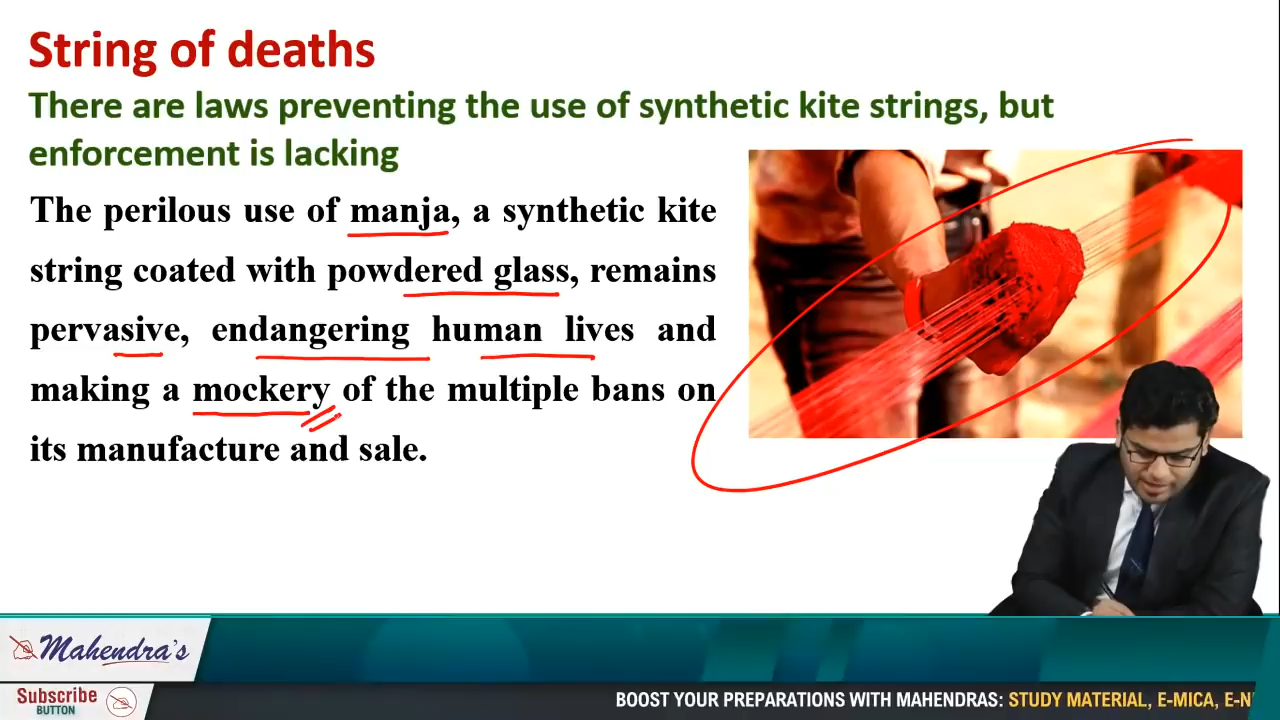 String of deaths
There are laws preventing the use of synthetic kite strings, but
enforcement is lacking
The perilous use of manja, a synthetic kite
string coated with powdered glass, remains
pervasive, endangering human lives and
making a mockery of the multiple bans on
its manufacture and sale.
Mahendra's
Subscribe
BUTTON
BOOST YOUR PREPARATIONS WITH MAHENDRAS: STUDY MATERIAL, E-MICA, E-N